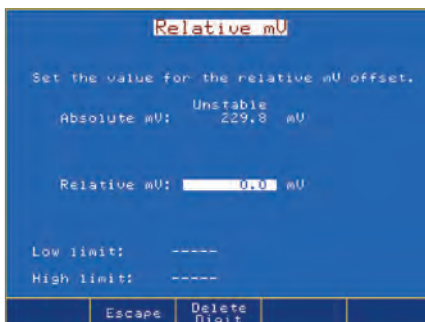 Relative mV
Set the value for the relative mV offset.
Unstable
Absolute mV: 229.8 mV
Relative mV: 0.0 mV
Low limit: -----
High limit: -----
Escape Delete Digit